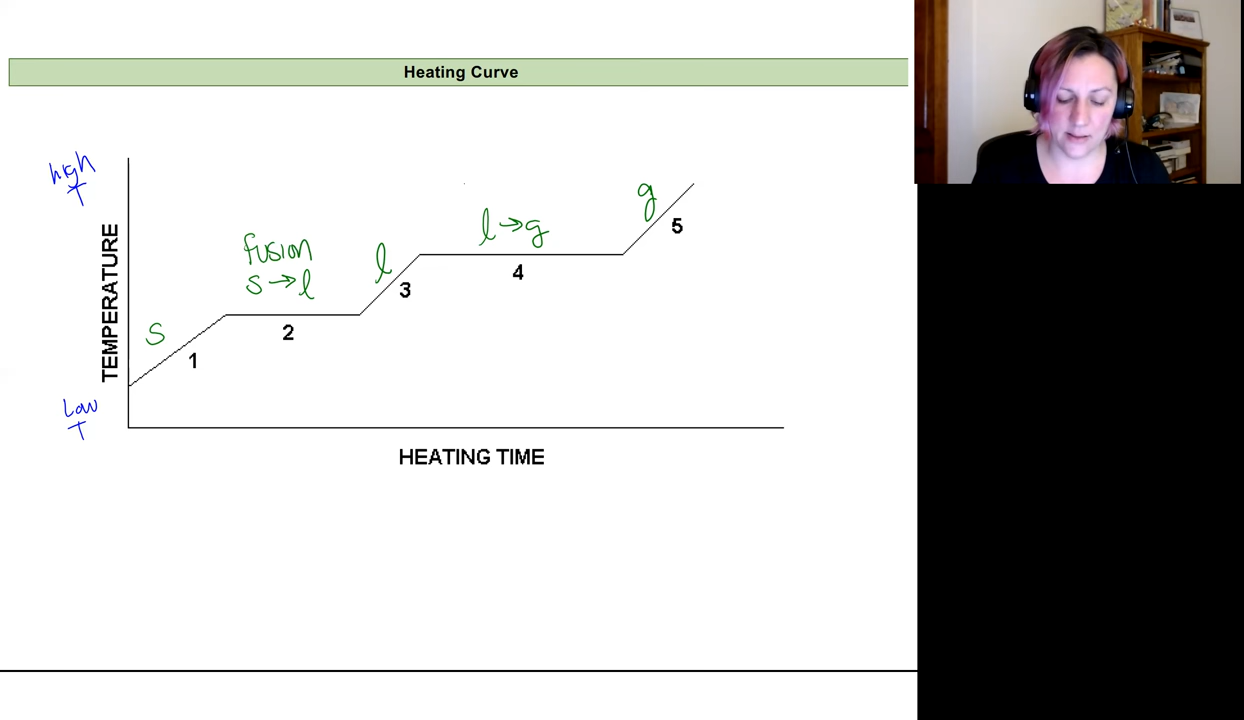 Heating Curve
high
T
TEMPERATURE
Low
T
s
1
fusion
s → l
2
l
3
l → g
4
g
5
HEATING TIME